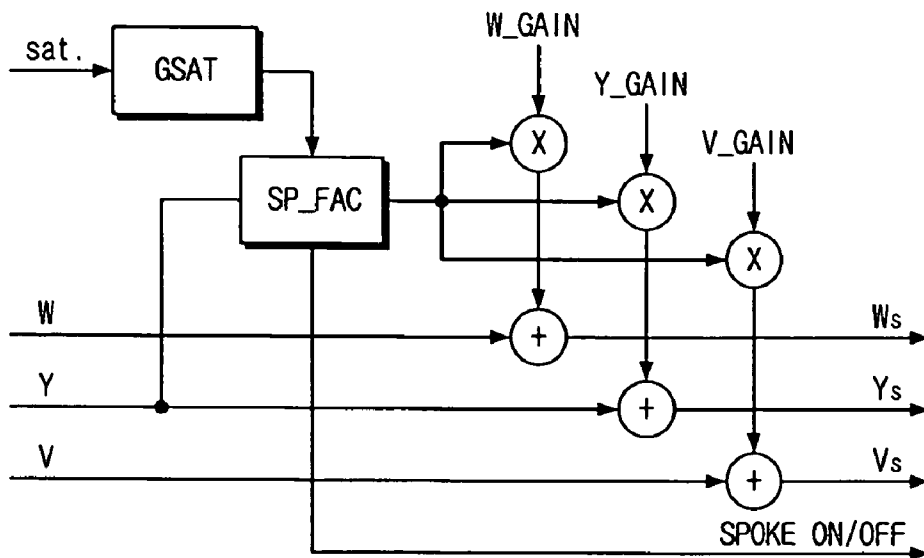 W_GAIN
sat.
GSAT
Y_GAIN
X
V_GAIN
SP_FAC
X
X
W
Ws
+
Y
Ys
+
V
Vs
+
SPOKE ON/OFF